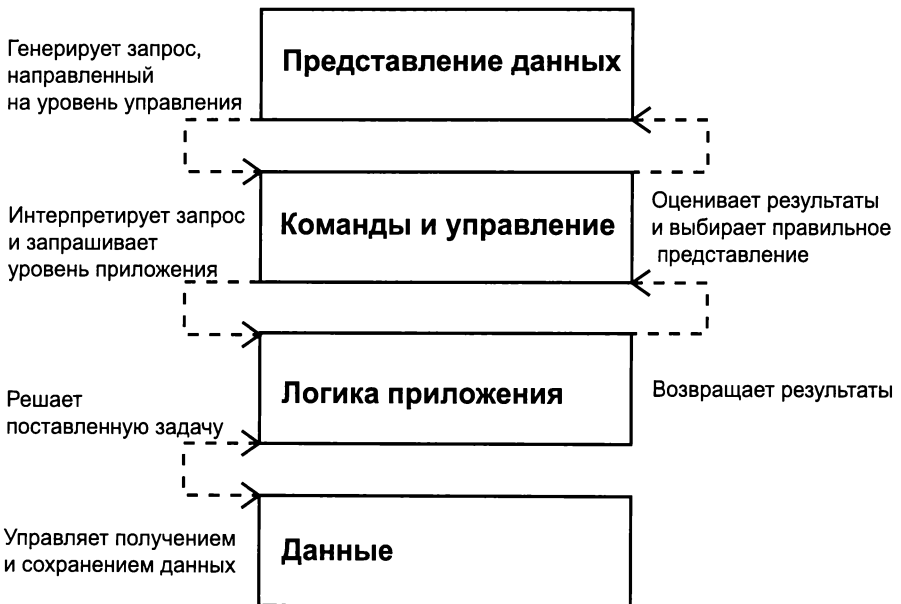 Генерирует запрос,
направленный
на уровень управления
Представление данных
Интерпретирует запрос
и запрашивает
уровень приложения
Команды и управление
Оценивает результаты
и выбирает правильное
представление
Решает
поставленную задачу
Логика приложения
Возвращает результаты
Управляет получением
и сохранением данных
Данные